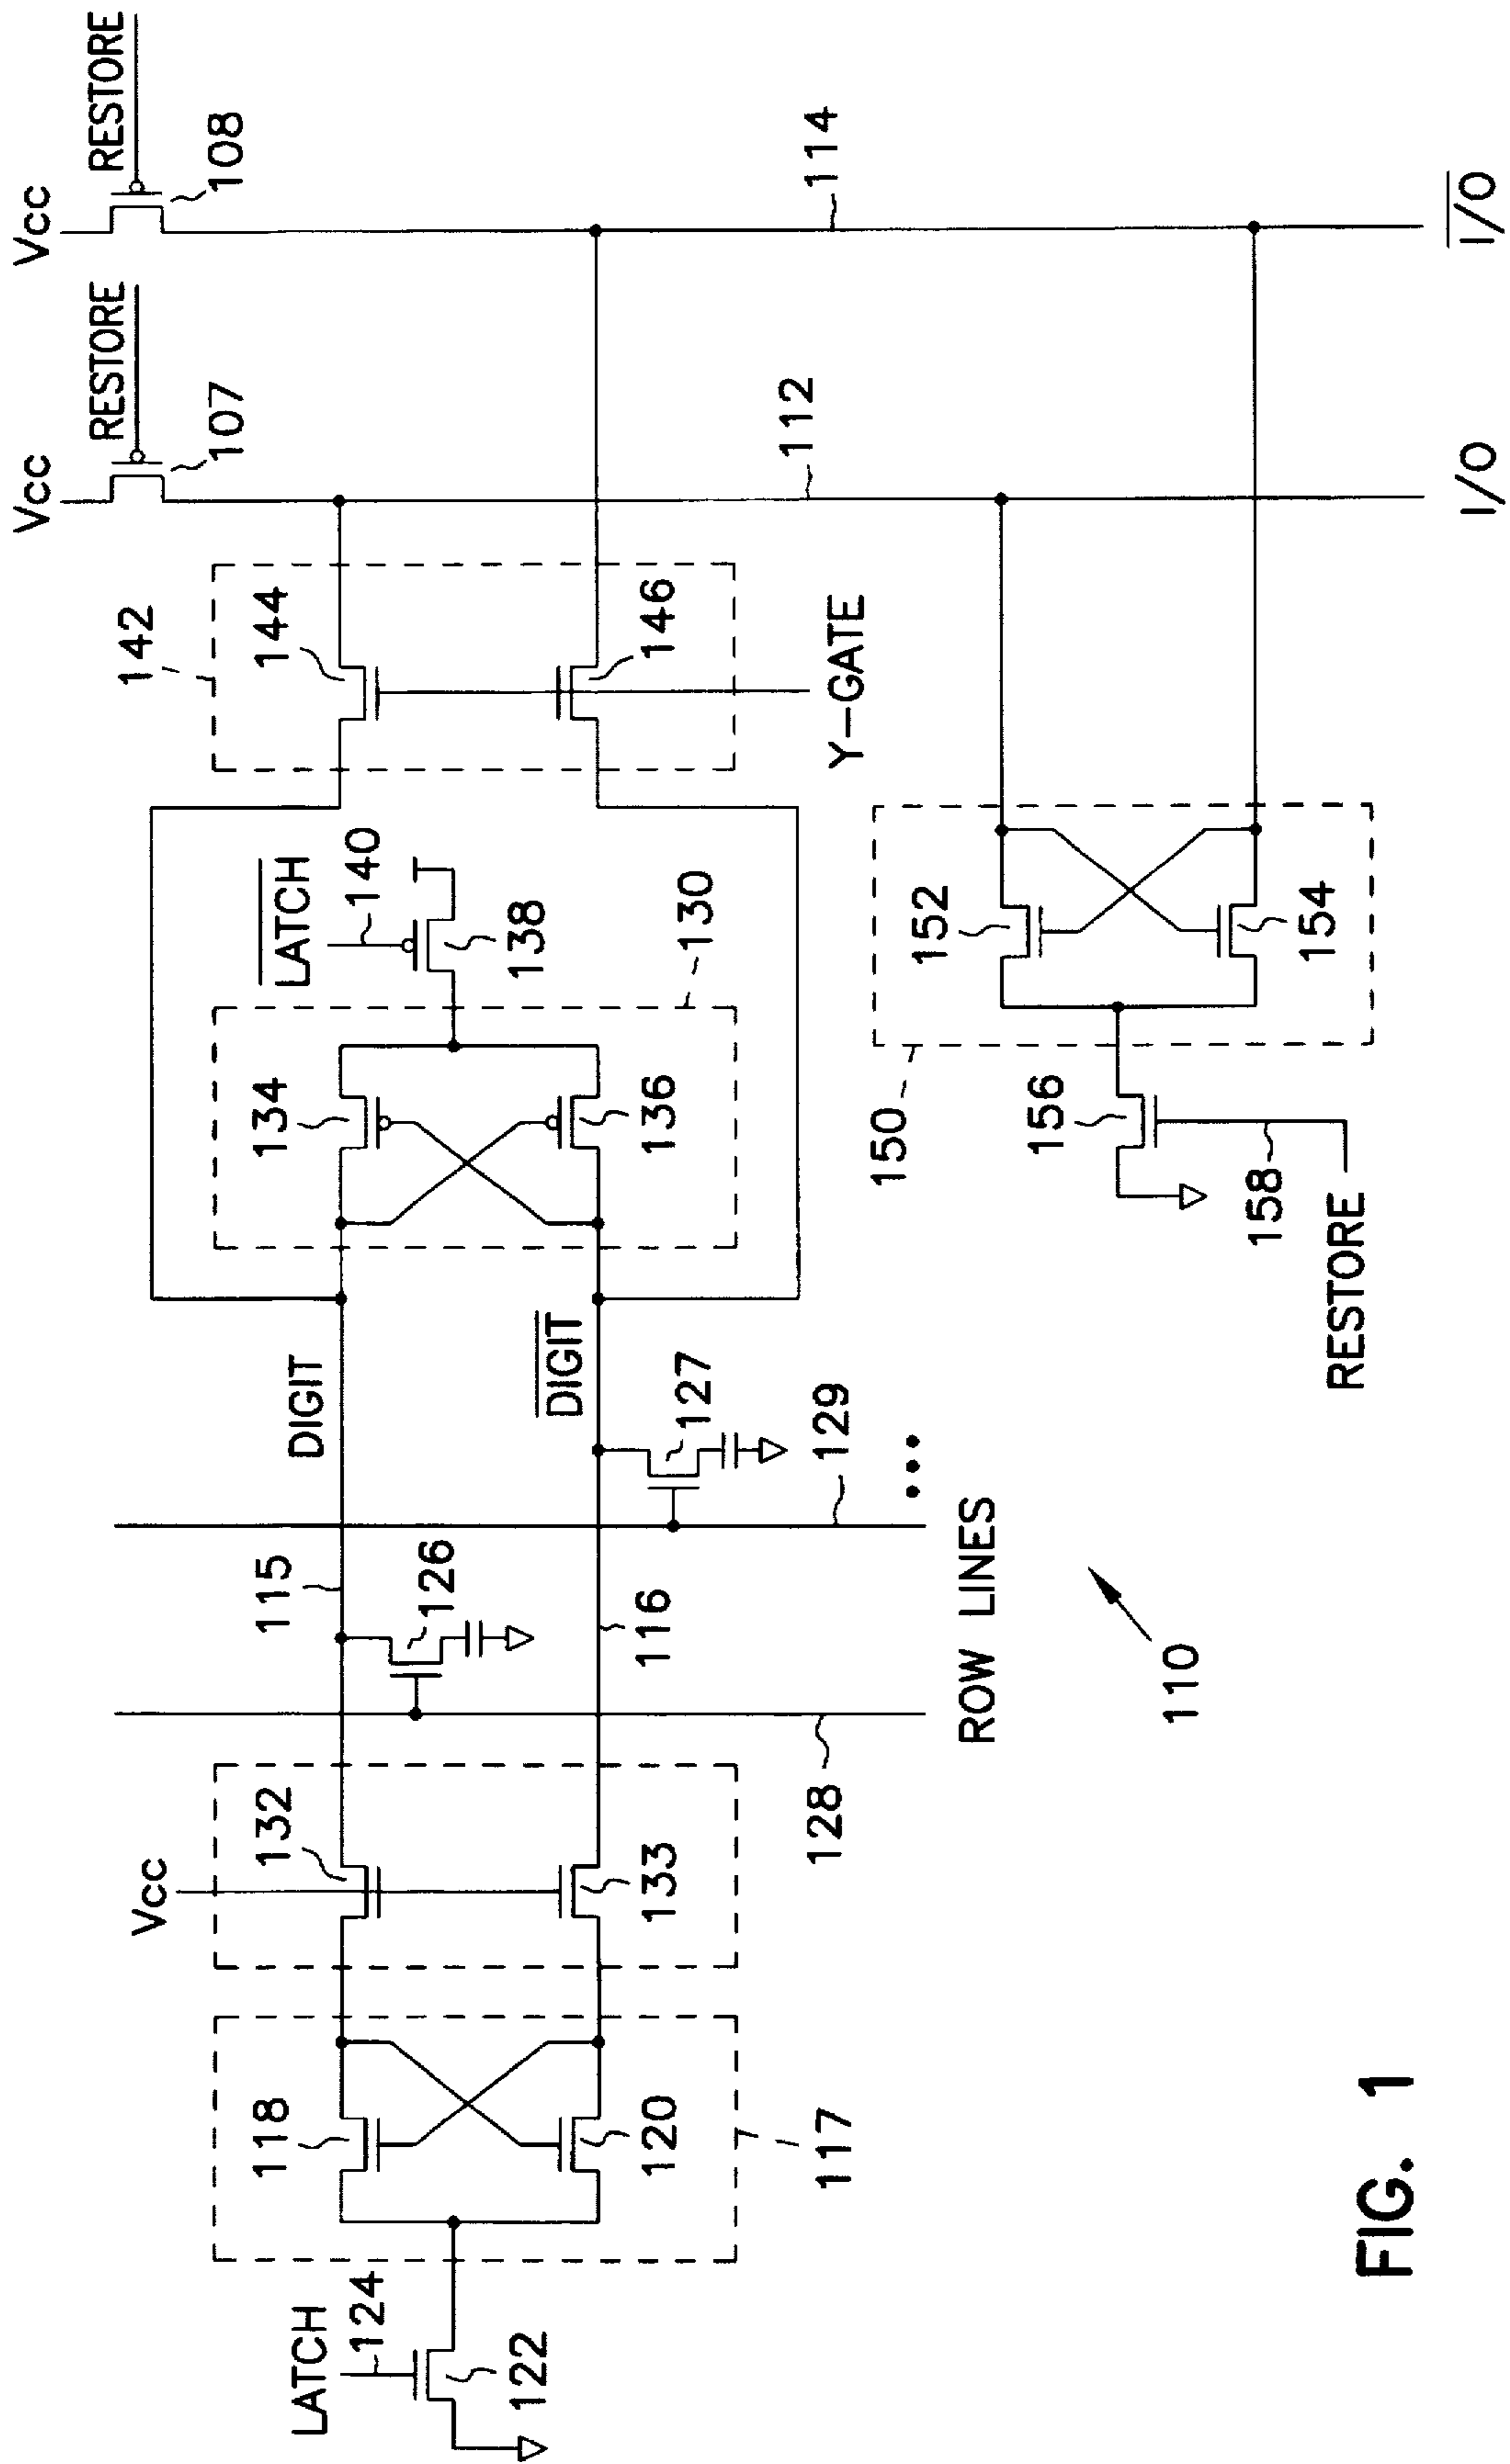 Vcc
Vcc
RESTORE
RESTORE
108
107
142
Vcc
LATCH
124
118
132
115
DIGIT
134
L̅A̅T̅C̅H̅
140
144
126
D̅I̅G̅I̅T̅
138
122
120
133
116
127
136
130
146
117
128
129
112
114
Y-GATE
ROW LINES
150
152
156
110
158
154
RESTORE
FIG. 1
I/O
I̅/̅O̅